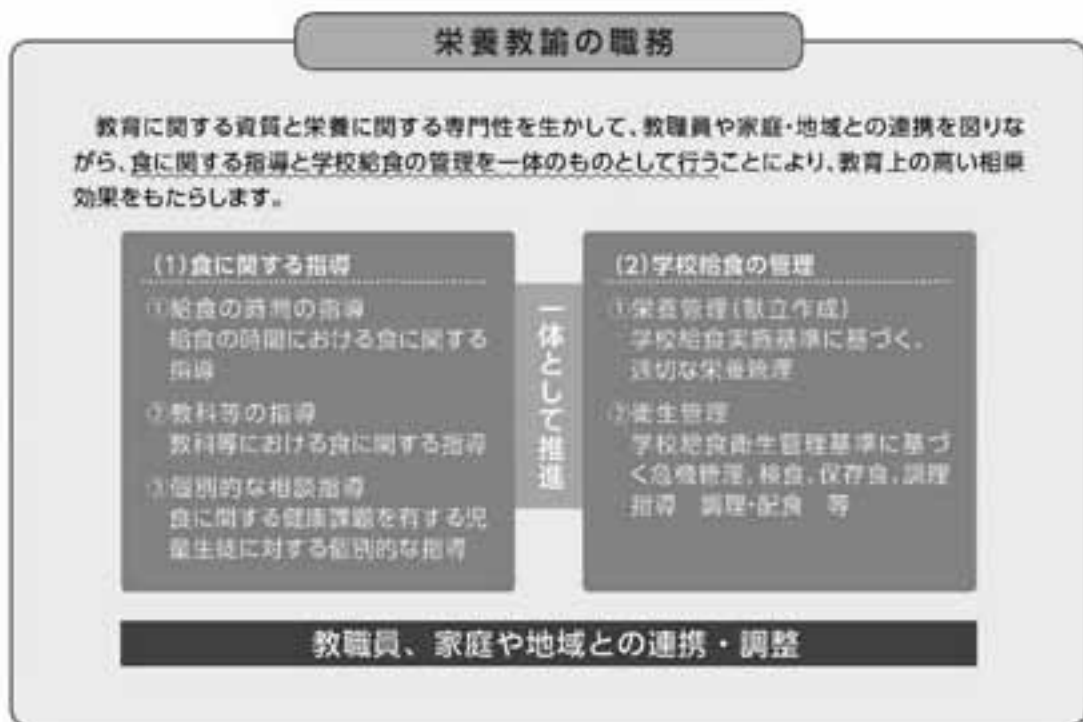 栄養教諭の職務
教育に関する資質と栄養に関する専門性を生かして、教職員や家庭・地域との連携を図りな
がら、食に関する指導と学校給食の管理を一体のものとして行うことにより、教育上の高い相乗
効果をもたらします。
(1)食に関する指導
①給食の時間の指導
給食の時間における食に関する
指導
②教科等の指導
教科等における食に関する指導
③個別的な相談指導
食に関する健康課題を有する児
童生徒に対する個別的な指導
一体として推進
(2)学校給食の管理
①栄養管理(献立作成)
学校給食実施基準に基づく、
適切な栄養管理
②衛生管理
学校給食衛生管理基準に基づ
く危機管理、検食、保存食、調理
指導 調理・配食 等
教職員、家庭や地域との連携・調整